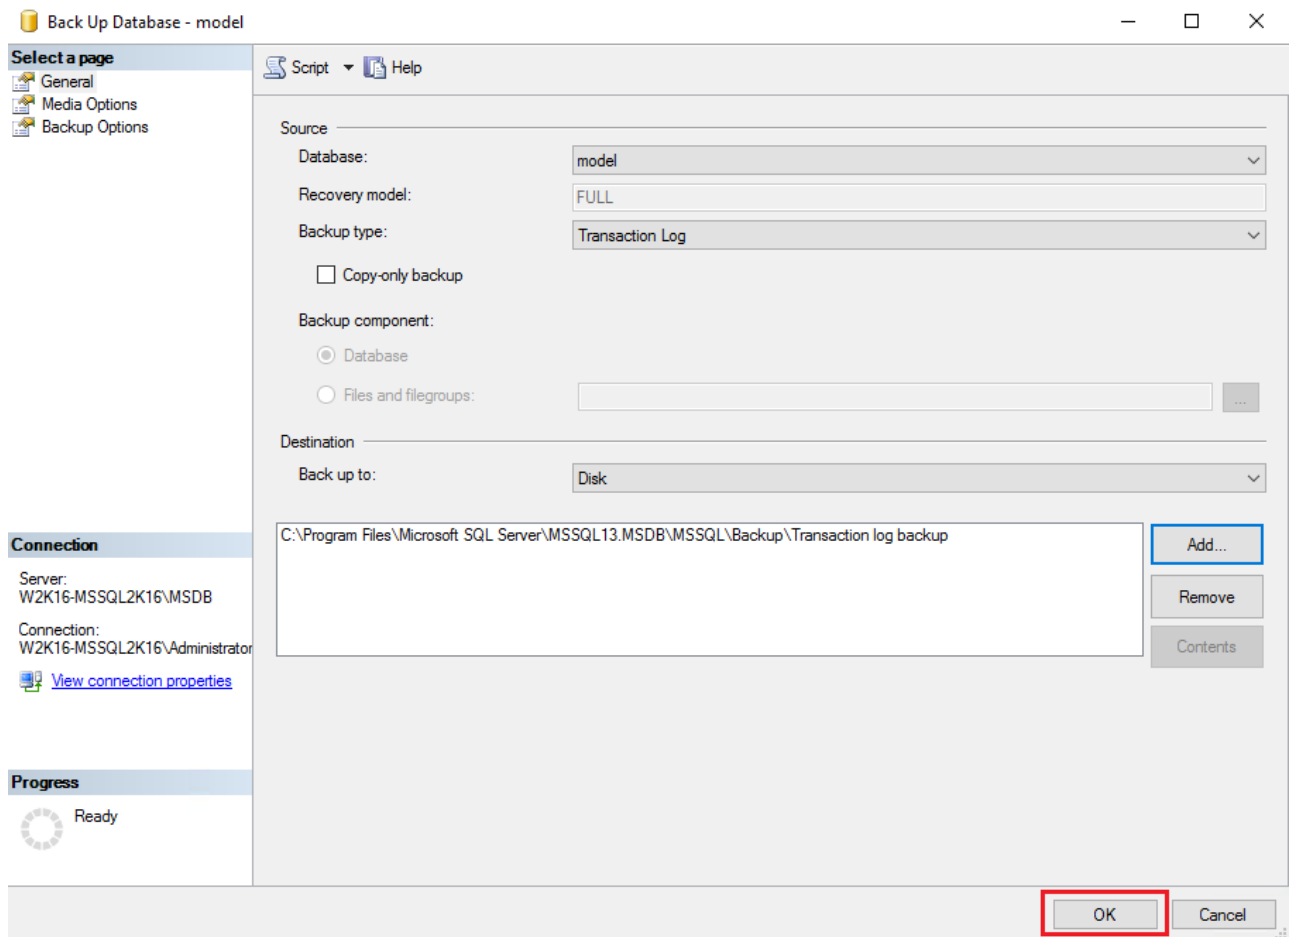 Back Up Database - model
Select a page
General
Media Options
Backup Options
Script
Help
Source
Database:
model
Recovery model:
FULL
Backup type:
Transaction Log
Copy-only backup
Backup component:
Database
Files and filegroups:
...
Destination
Back up to:
Disk
C:\Program Files\Microsoft SQL Server\MSSQL13.MSDB\MSSQL\Backup\Transaction log backup
Add...
Remove
Contents
Connection
Server:
W2K16-MSSQL2K16\MSDB
Connection:
W2K16-MSSQL2K16\Administrator
View connection properties
Progress
Ready
OK
Cancel